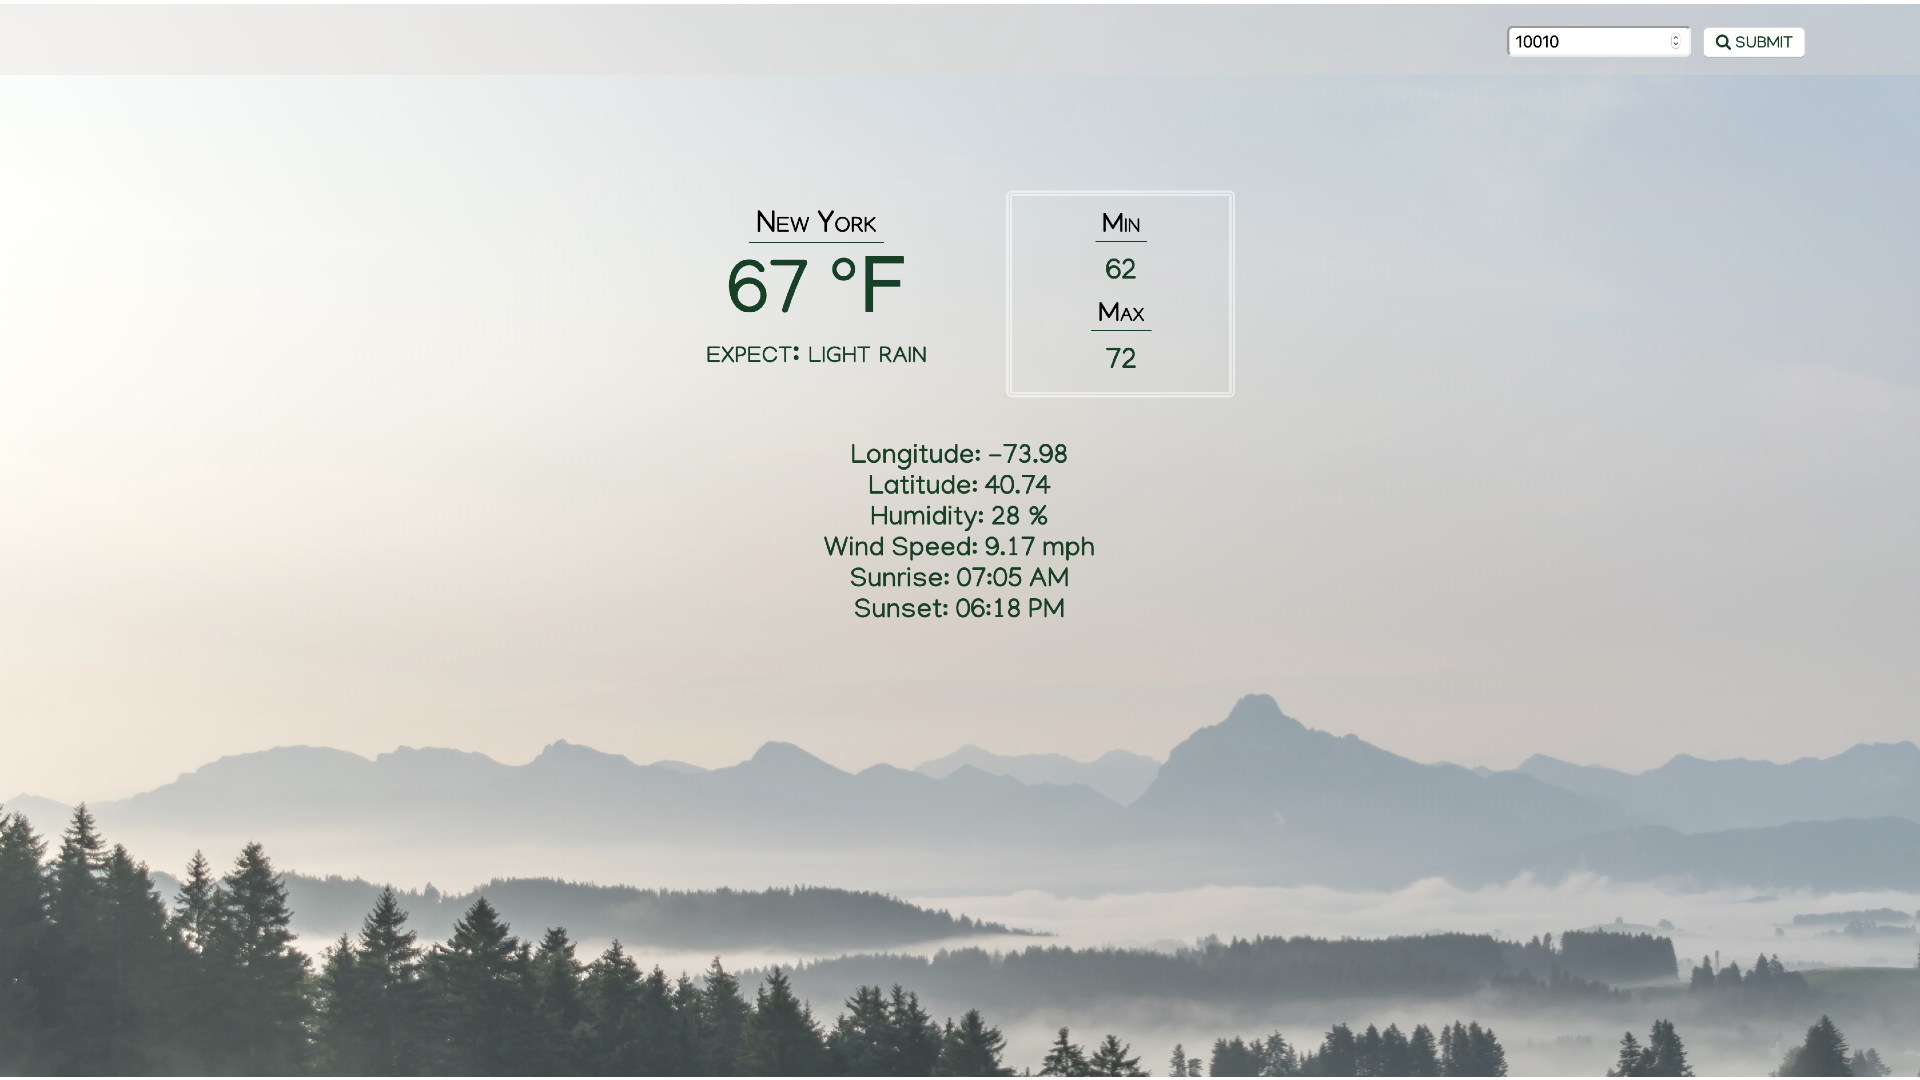 10010
SUBMIT
New York
67 °F
EXPECT: LIGHT RAIN
Min
62
Max
72
Longitude: -73.98
Latitude: 40.74
Humidity: 28 %
Wind Speed: 9.17 mph
Sunrise: 07:05 AM
Sunset: 06:18 PM